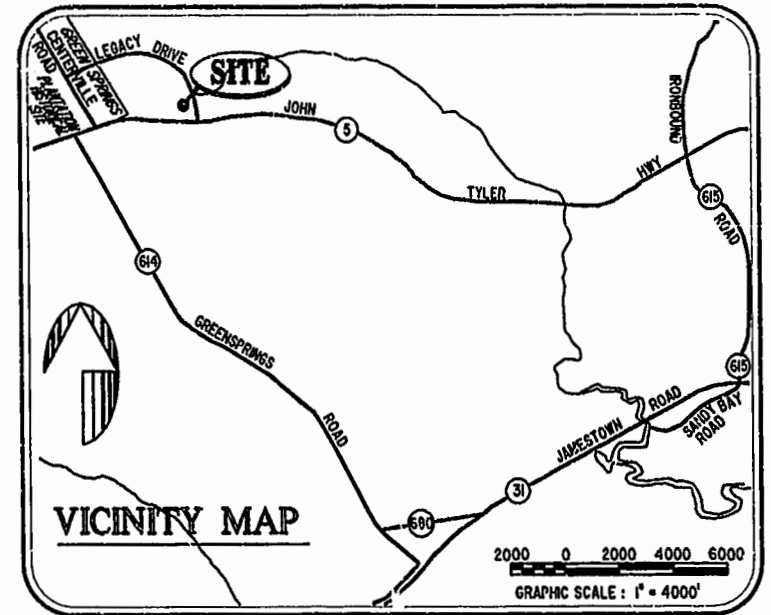 GREEN SPRINGS
CENTERVILLE
ROAD
PLANTATION
SITE
LEGACY DRIVE
SITE
JOHN
5
TYLER
HWY
IRONBOUND
615
ROAD
614
GREENSPRINGS
ROAD
615
JAMESTOWN ROAD
SANDY BAY
ROAD
31
680
VICINITY MAP
2000 0 2000 4000 6000
GRAPHIC SCALE : 1" = 4000'